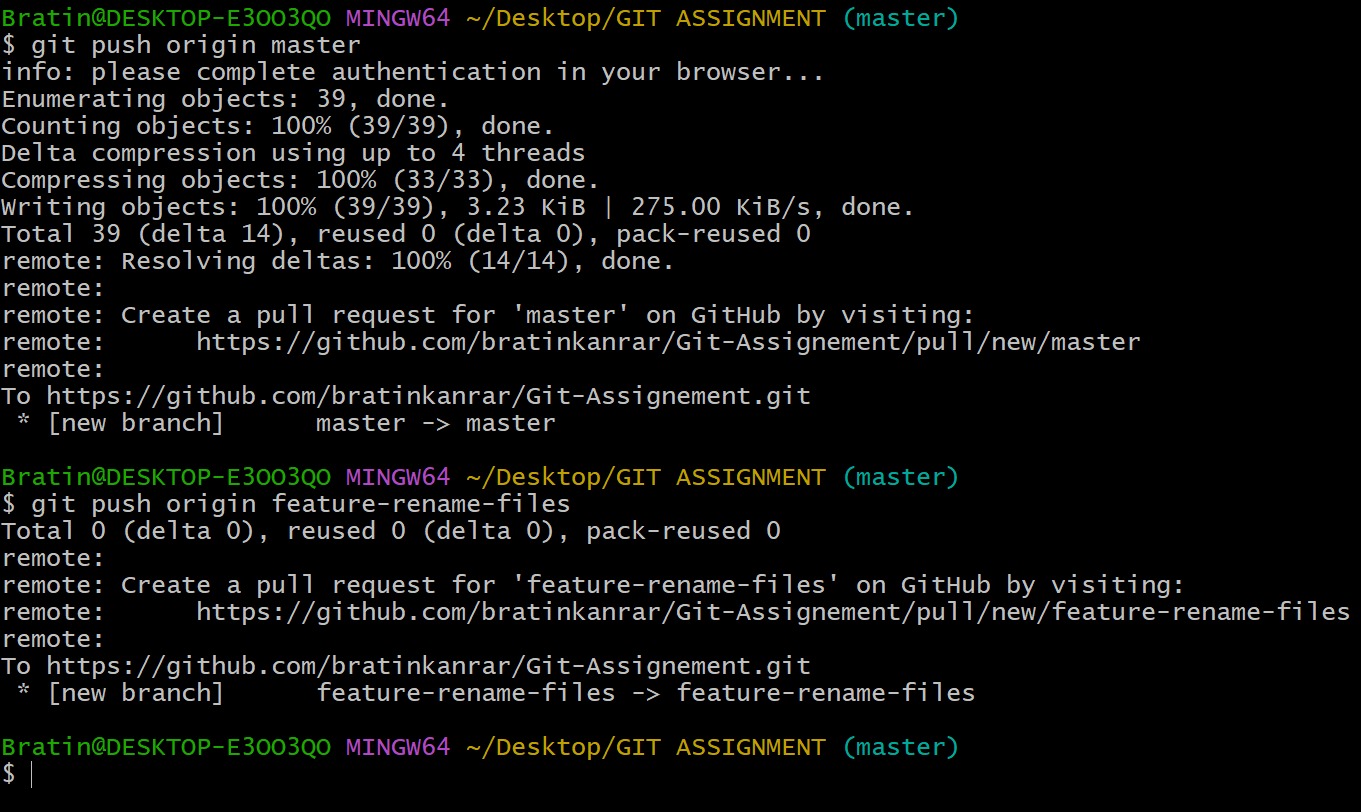 Bratin@DESKTOP-E3OO3QO MINGW64 ~/Desktop/GIT ASSIGNMENT (master)
$ git push origin master
info: please complete authentication in your browser...
Enumerating objects: 39, done.
Counting objects: 100% (39/39), done.
Delta compression using up to 4 threads
Compressing objects: 100% (33/33), done.
Writing objects: 100% (39/39), 3.23 KiB | 275.00 KiB/s, done.
Total 39 (delta 14), reused 0 (delta 0), pack-reused 0
remote: Resolving deltas: 100% (14/14), done.
remote:
remote: Create a pull request for 'master' on GitHub by visiting:
remote:      https://github.com/bratinkanrar/Git-Assignement/pull/new/master
remote:
To https://github.com/bratinkanrar/Git-Assignement.git
 * [new branch]      master -> master
Bratin@DESKTOP-E3OO3QO MINGW64 ~/Desktop/GIT ASSIGNMENT (master)
$ git push origin feature-rename-files
Total 0 (delta 0), reused 0 (delta 0), pack-reused 0
remote:
remote: Create a pull request for 'feature-rename-files' on GitHub by visiting:
remote:      https://github.com/bratinkanrar/Git-Assignement/pull/new/feature-rename-files
remote:
To https://github.com/bratinkanrar/Git-Assignement.git
 * [new branch]      feature-rename-files -> feature-rename-files
Bratin@DESKTOP-E3OO3QO MINGW64 ~/Desktop/GIT ASSIGNMENT (master)
$